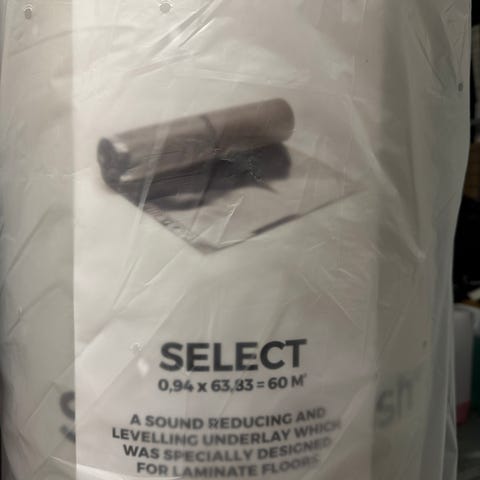 SELECT
0,94 x 63,83 = 60 M²
A SOUND REDUCING AND
LEVELLING UNDERLAY WHICH
WAS SPECIALLY DESIGNED
FOR LAMINATE FLOORS